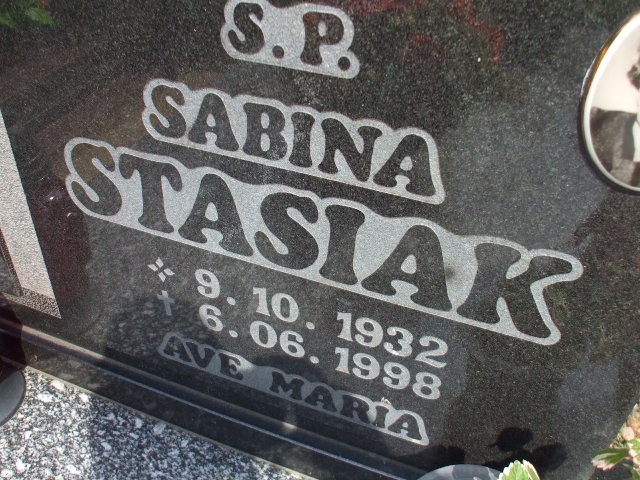 S.P.
SABINA
STASIAK
9.10.1932
6.06.1998
AVE MARIA